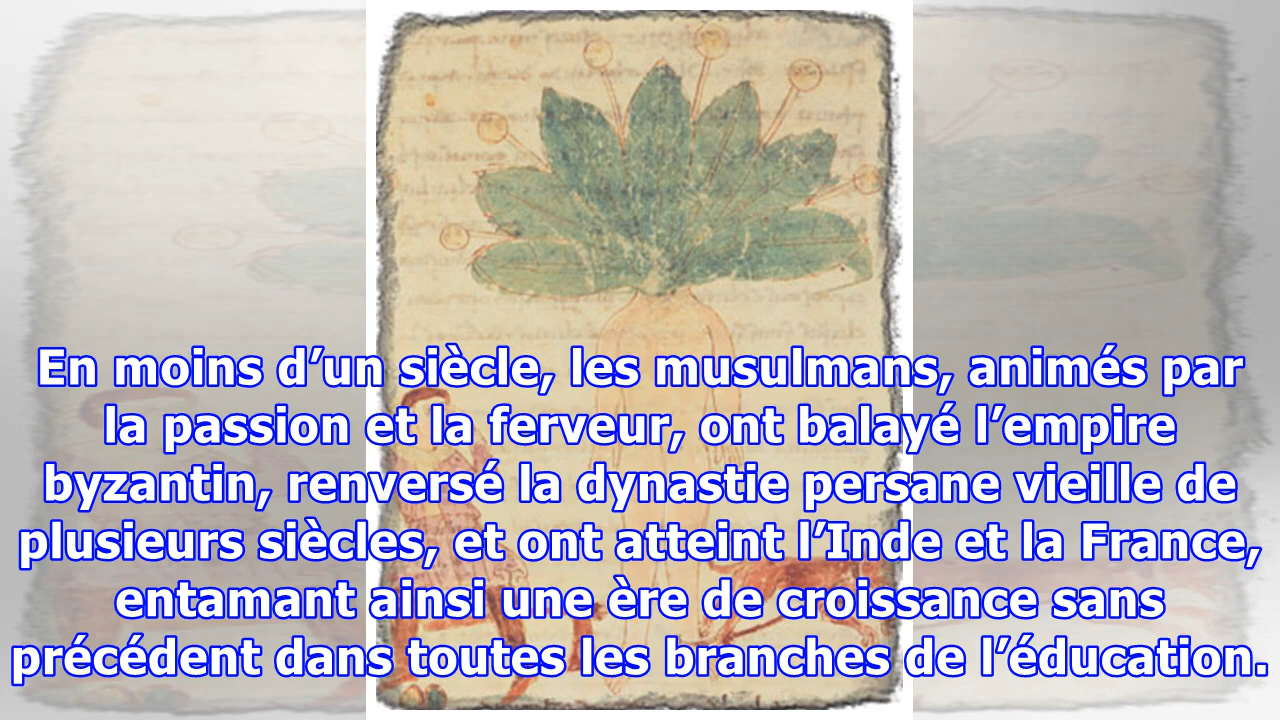 En moins d’un siècle, les musulmans, animés par
la passion et la ferveur, ont balayé l’empire
byzantin, renversé la dynastie persane vieille de
plusieurs siècles, et ont atteint l’Inde et la France,
entamant ainsi une ère de croissance sans
précédent dans toutes les branches de l’éducation.